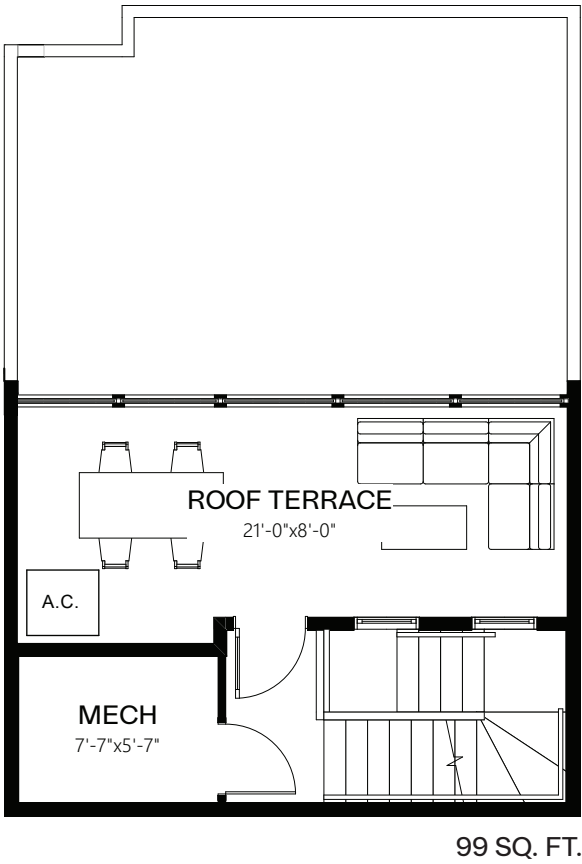 ROOF TERRACE
21'-0"x8'-0"
A.C.
MECH
7'-7"x5'-7"
99 SQ. FT.